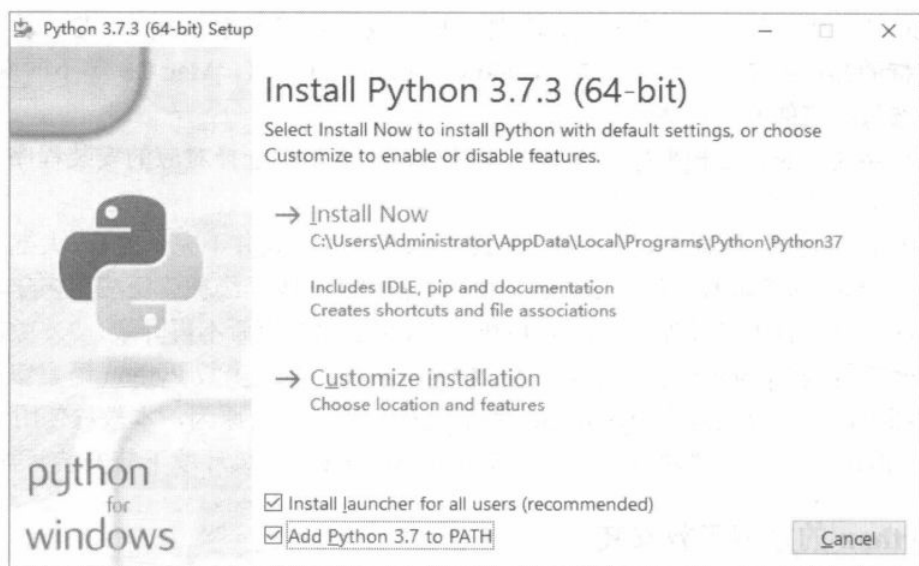 Python 3.7.3 (64-bit) Setup
Install Python 3.7.3 (64-bit)
Select Install Now to install Python with default settings, or choose
Customize to enable or disable features.
→ Install Now
C:\Users\Administrator\AppData\Local\Programs\Python\Python37
Includes IDLE, pip and documentation
Creates shortcuts and file associations
→ Customize installation
Choose location and features
Install launcher for all users (recommended)
Add Python 3.7 to PATH
python
for
windows
Cancel